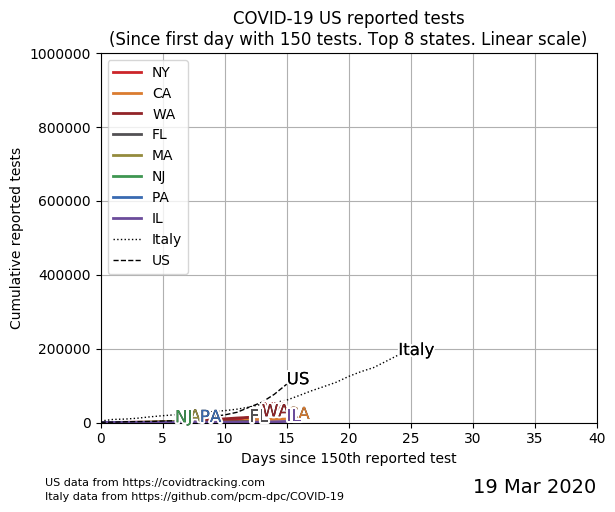 COVID-19 US reported tests
(Since first day with 150 tests. Top 8 states. Linear scale)
1000000
800000
600000
400000
200000
0
Cumulative reported tests
NY
CA
WA
FL
MA
NJ
PA
IL
Italy
US
Italy
US
WA
FL
IL
CA
NJ
PA
0 5 10 15 20 25 30 35 40
Days since 150th reported test
US data from https://covidtracking.com
Italy data from https://github.com/pcm-dpc/COVID-19
19 Mar 2020